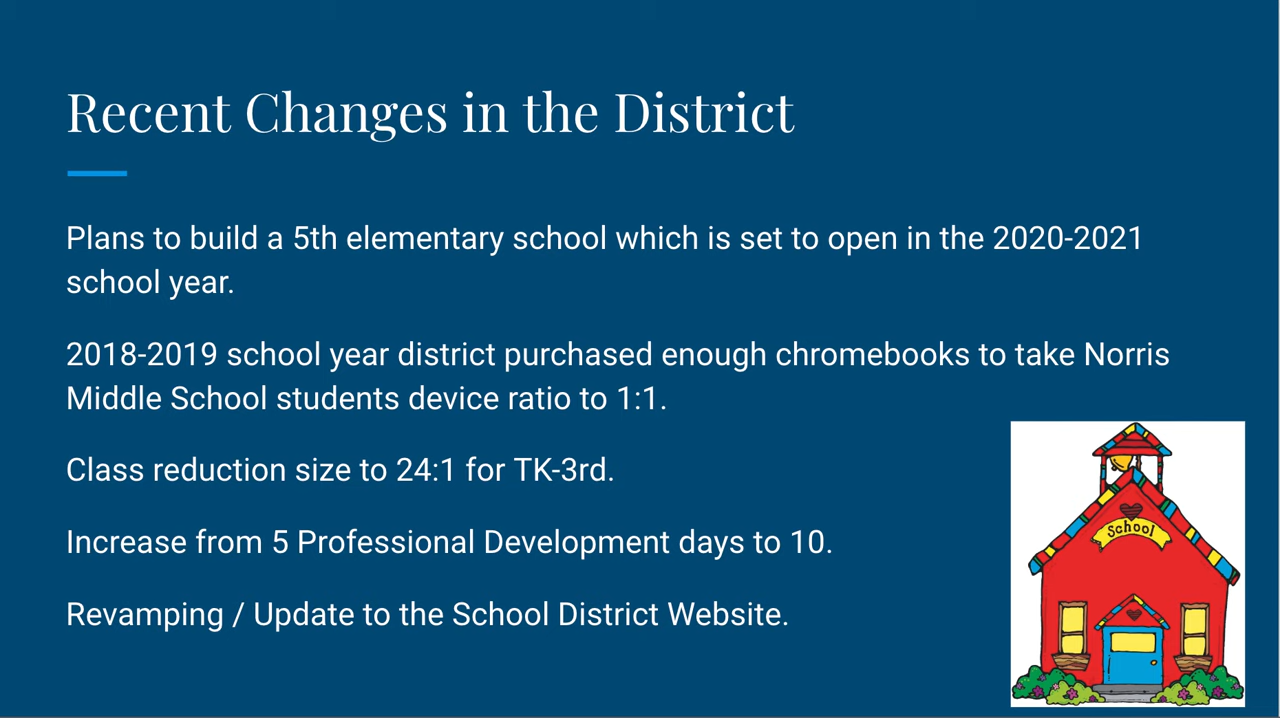 Recent Changes in the District
Plans to build a 5th elementary school which is set to open in the 2020-2021
school year.
2018-2019 school year district purchased enough chromebooks to take Norris
Middle School students device ratio to 1:1.
Class reduction size to 24:1 for TK-3rd.
Increase from 5 Professional Development days to 10.
Revamping / Update to the School District Website.
School